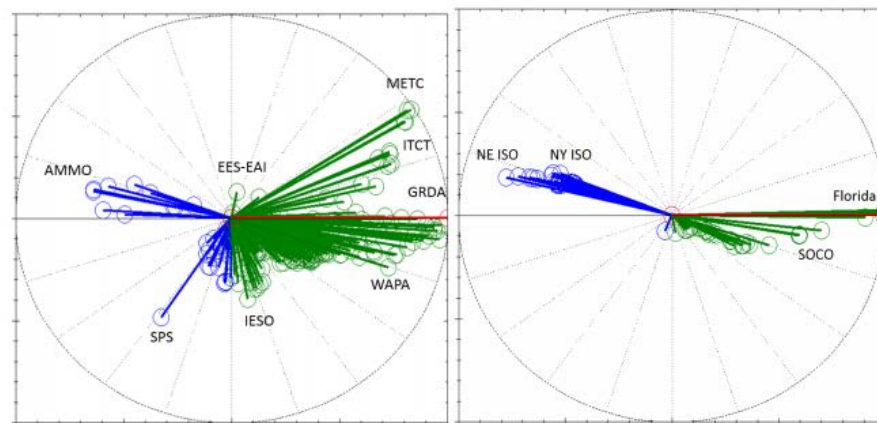 METC
ITCT
EES-EAI
AMMO
GRDA
WAPA
IESO
SPS
NE ISO
NY ISO
Florida
SOCO